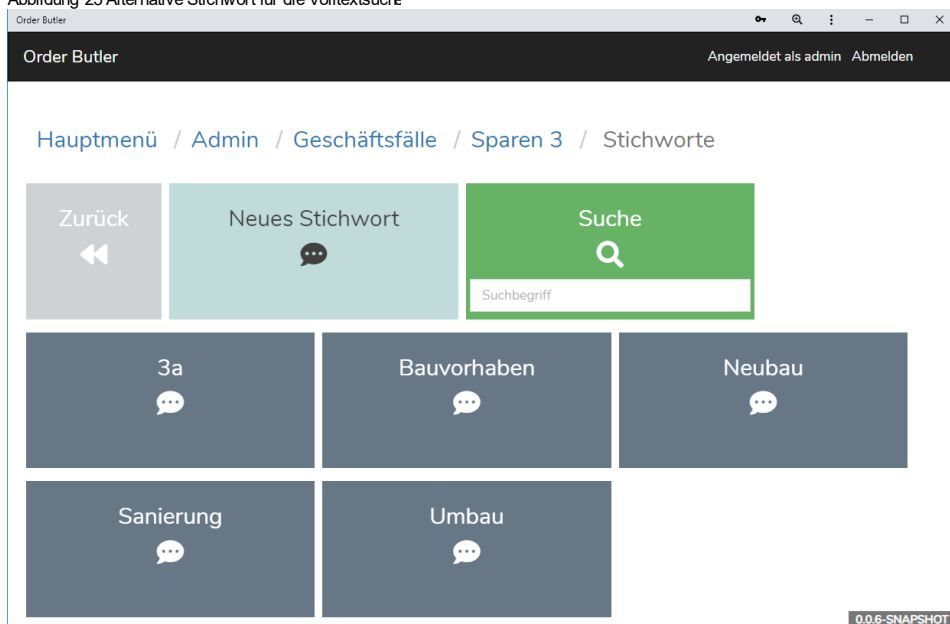 Abbildung 25 Alternative Stichwort für die Volltextsuche
Order Butler
Order Butler
Angemeldet als admin Abmelden
Hauptmenü / Admin / Geschäftsfälle / Sparen 3 / Stichworte
Zurück
Neues Stichwort
Suche
Suchbegriff
3a
Bauvorhaben
Neubau
Sanierung
Umbau
0.0.6-SNAPSHOT